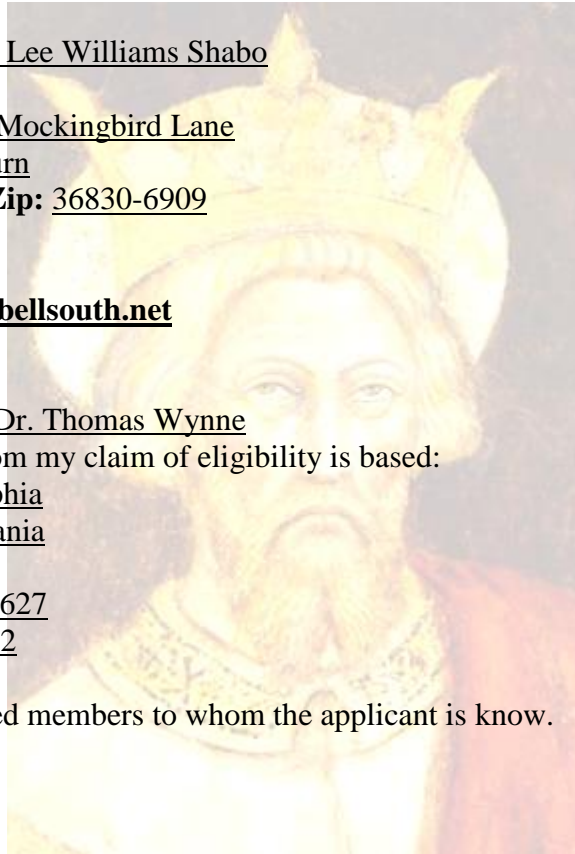 Lee Williams Shabo
Mockingbird Lane
urn
Zip: 36830-6909
bellsouth.net
Dr. Thomas Wynne
om my claim of eligibility is based:
phia
ania
627
2
ed members to whom the applicant is know.